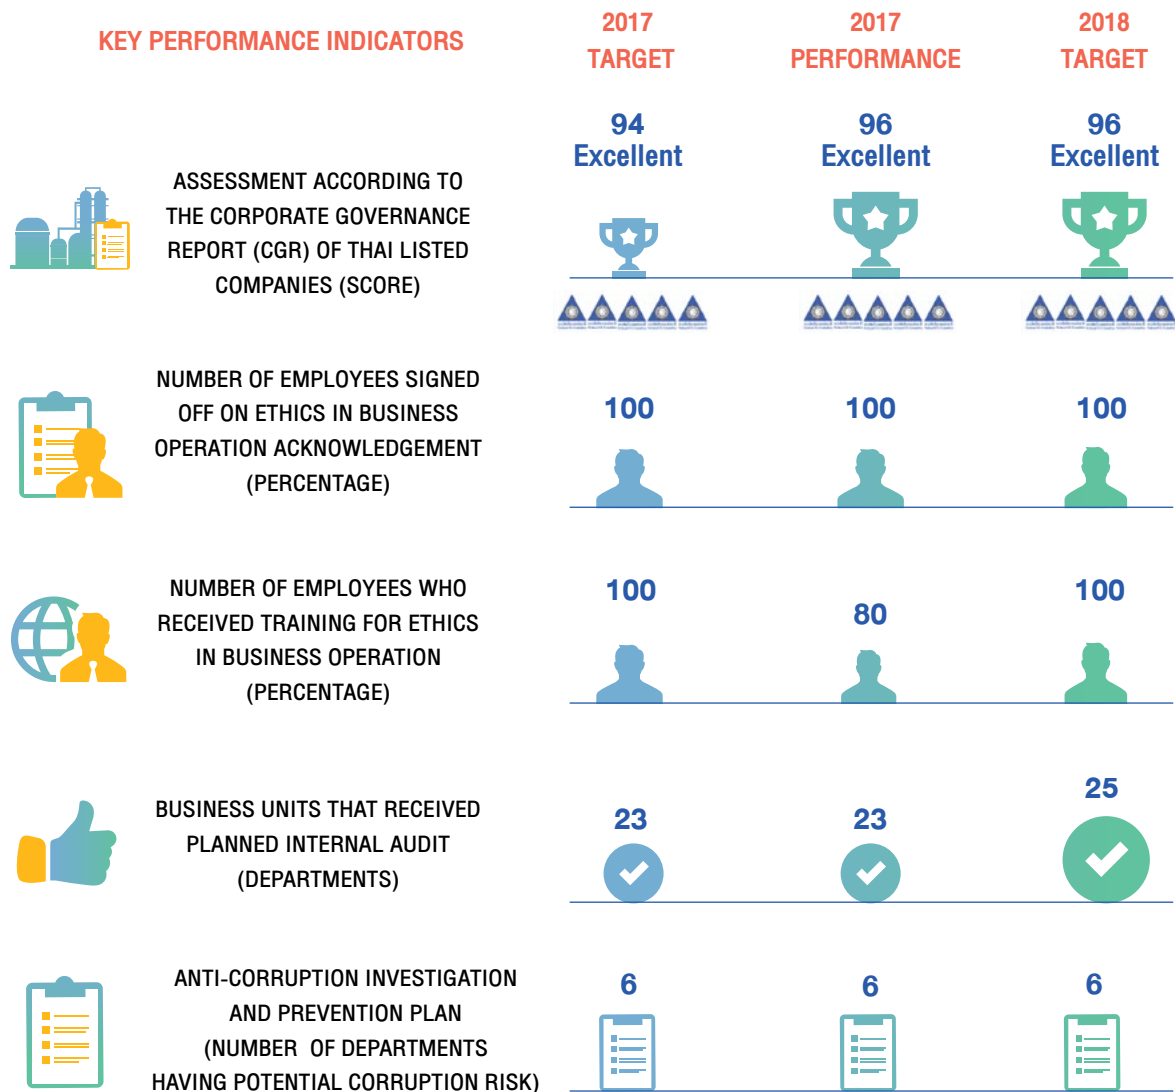 KEY PERFORMANCE INDICATORS
2017
TARGET
2017
PERFORMANCE
2018
TARGET
ASSESSMENT ACCORDING TO
THE CORPORATE GOVERNANCE
REPORT (CGR) OF THAI LISTED
COMPANIES (SCORE)
94
Excellent
96
Excellent
96
Excellent
NUMBER OF EMPLOYEES SIGNED
OFF ON ETHICS IN BUSINESS
OPERATION ACKNOWLEDGEMENT
(PERCENTAGE)
100
100
100
NUMBER OF EMPLOYEES WHO
RECEIVED TRAINING FOR ETHICS
IN BUSINESS OPERATION
(PERCENTAGE)
100
80
100
BUSINESS UNITS THAT RECEIVED
PLANNED INTERNAL AUDIT
(DEPARTMENTS)
23
23
25
ANTI-CORRUPTION INVESTIGATION
AND PREVENTION PLAN
(NUMBER OF DEPARTMENTS
HAVING POTENTIAL CORRUPTION RISK)
6
6
6